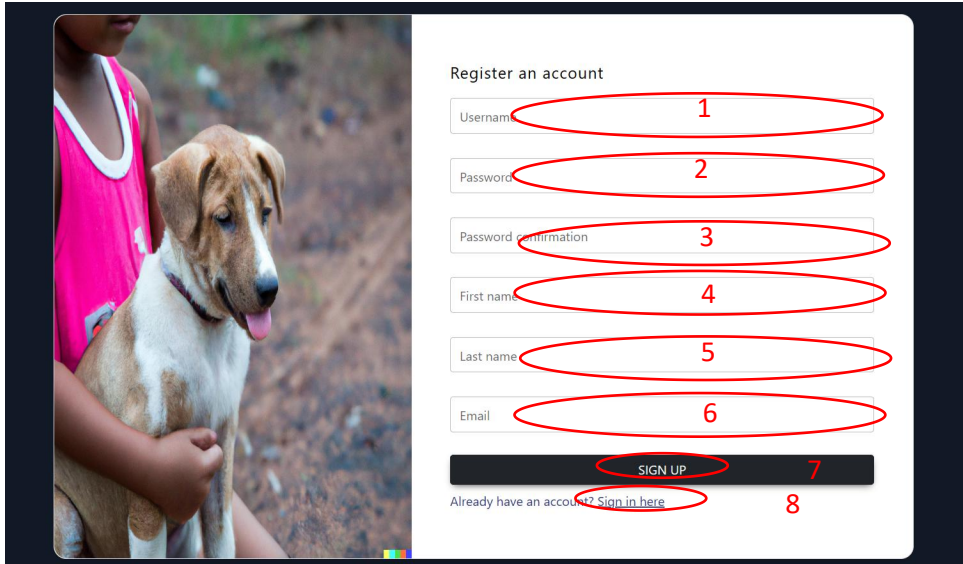 Register an account
Username
1
Password
2
Password confirmation
3
First name
4
Last name
5
Email
6
SIGN UP
7
Already have an account? Sign in here
8